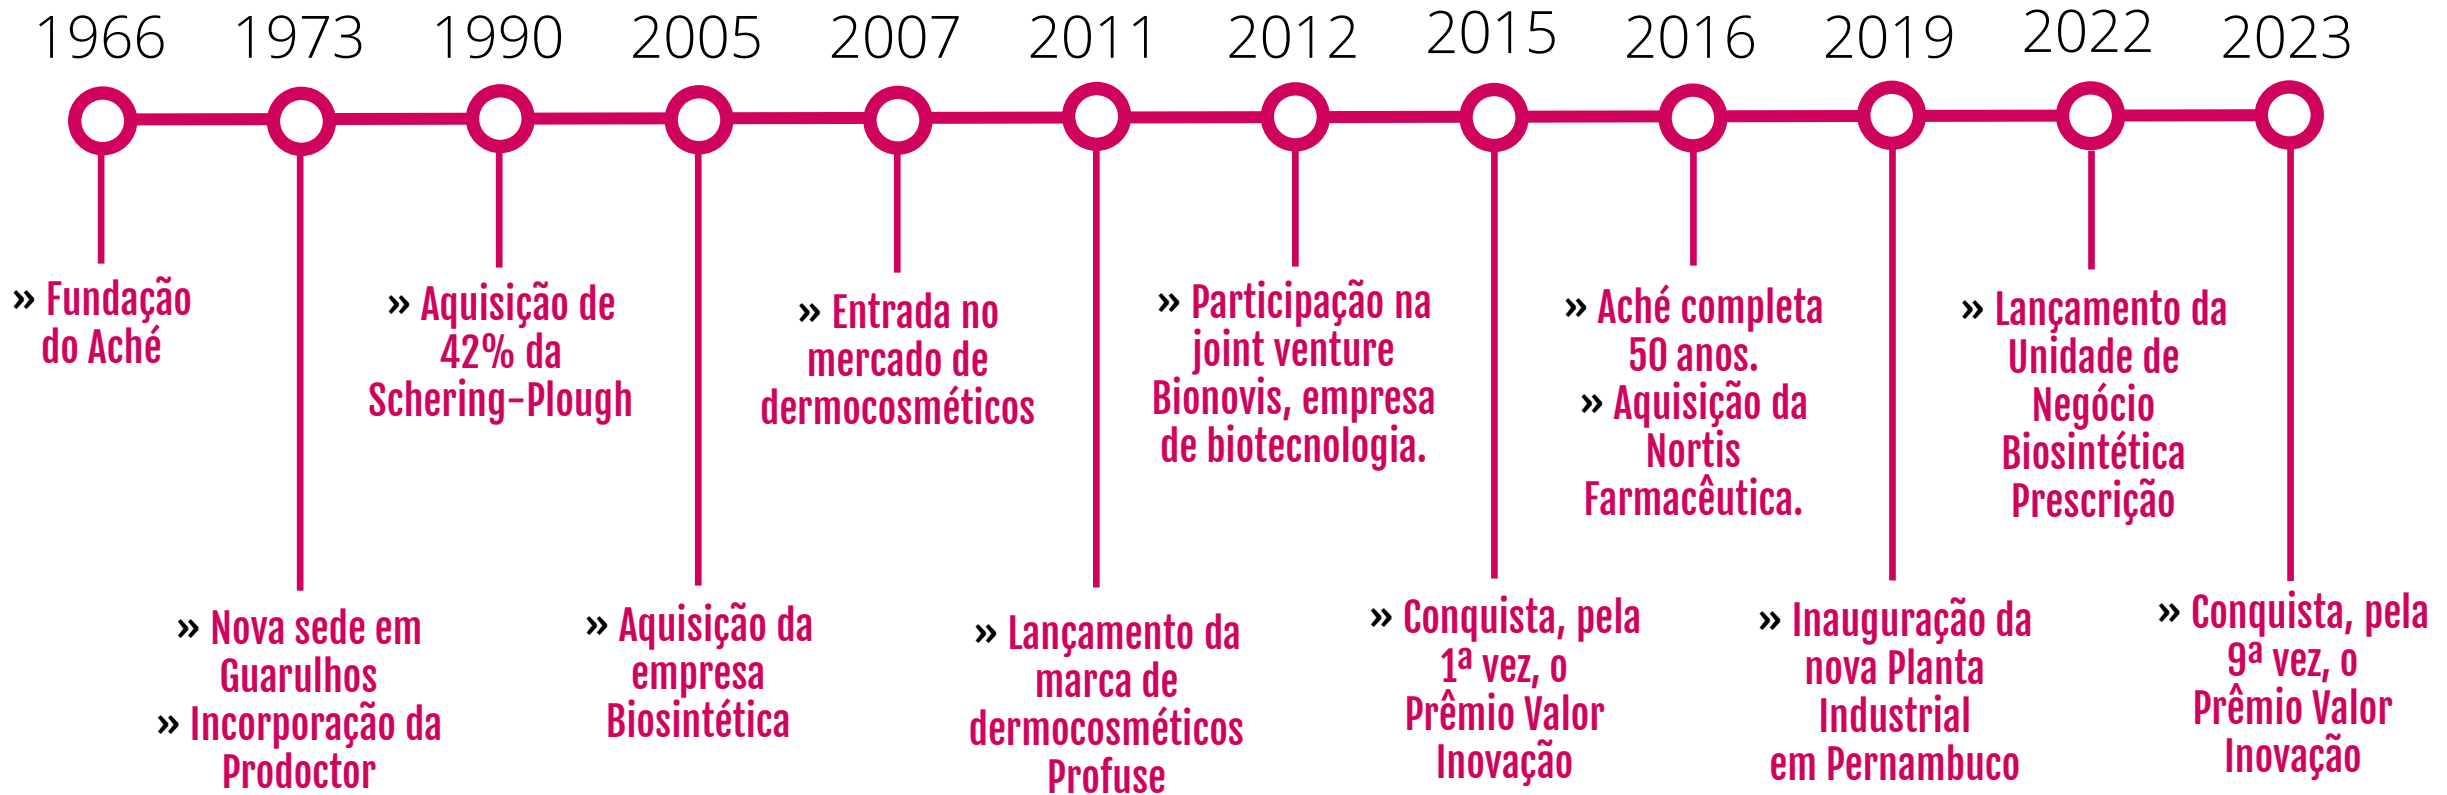 1966
1973
1990
2005
2007
2011
2012
2015
2016
2019
2022
2023
» Fundação
do Aché
» Nova sede em
Guarulhos
» Incorporação da
Prodoctor
» Aquisição de
42% da
Schering-Plough
» Aquisição da
empresa
Biosintética
» Entrada no
mercado de
dermocosméticos
» Lançamento da
marca de
dermocosméticos
Profuse
» Participação na
joint venture
Bionovis, empresa
de biotecnologia.
» Conquista, pela
1ª vez, o
Prêmio Valor
Inovação
» Aché completa
50 anos.
» Aquisição da
Nortis
Farmacêutica.
» Inauguração da
nova Planta
Industrial
em Pernambuco
» Lançamento da
Unidade de
Negócio
Biosintética
Prescrição
» Conquista, pela
9ª vez, o
Prêmio Valor
Inovação